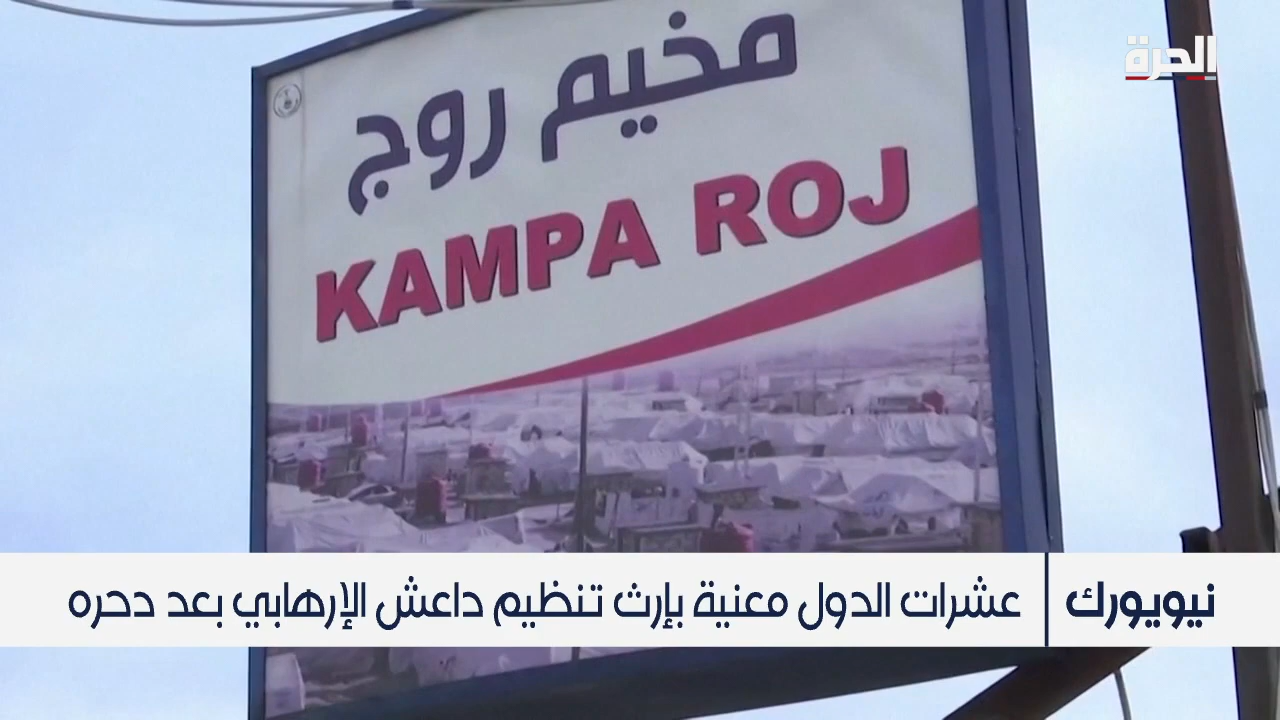 الحرة
مخيم روج
KAMPA ROJ
نيويورك
عشرات الدول معنية بإرث تنظيم داعش الإرهابي بعد دحره